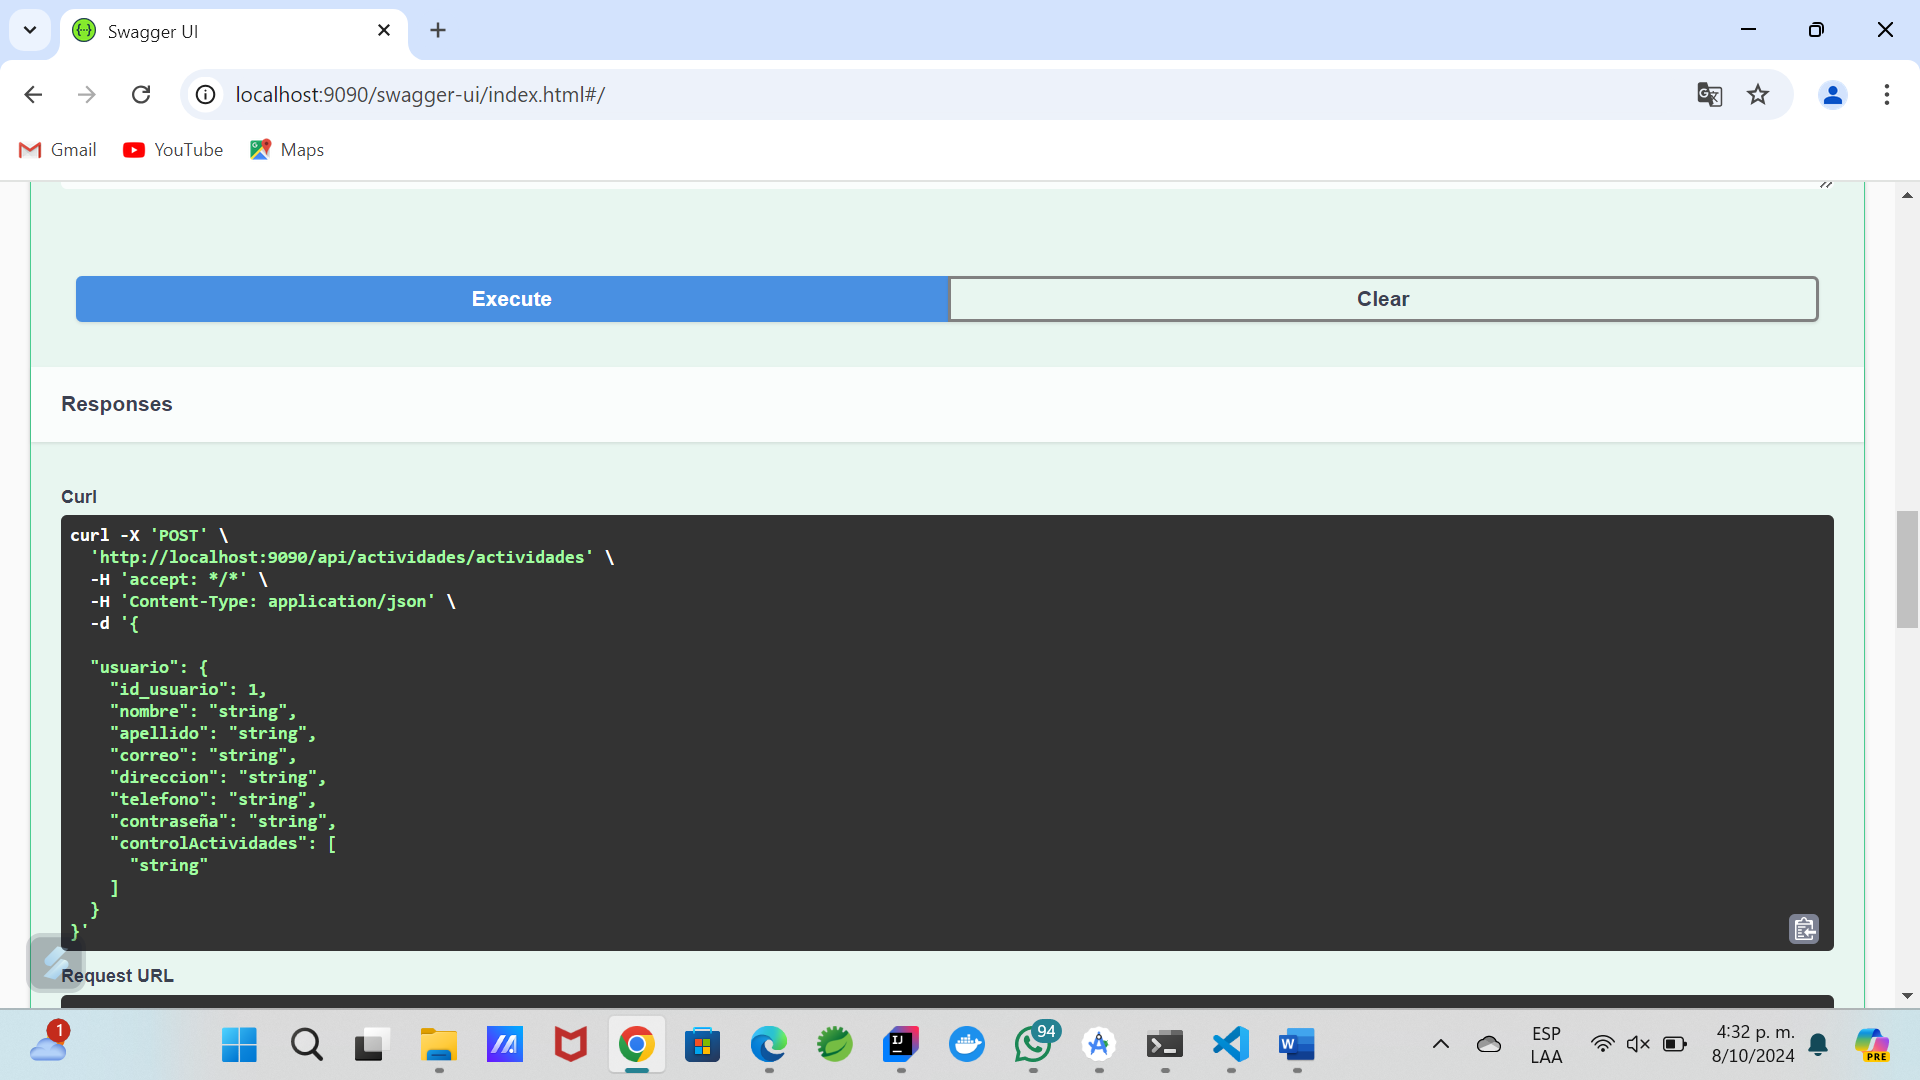 Swagger UI
localhost:9090/swagger-ui/index.html#/
Gmail
YouTube
Maps
Execute
Clear
Responses
Curl
curl -X 'POST' \
'http://localhost:9090/api/actividades/actividades' \
-H 'accept: */*' \
-H 'Content-Type: application/json' \
-d '{
"usuario": {
"id_usuario": 1,
"nombre": "string",
"apellido": "string",
"correo": "string",
"direccion": "string",
"telefono": "string",
"contraseña": "string",
"controlActividades": [
"string"
]
}
}'
Request URL
1
94
ESP
LAA
4:32 p. m.
8/10/2024
PRE